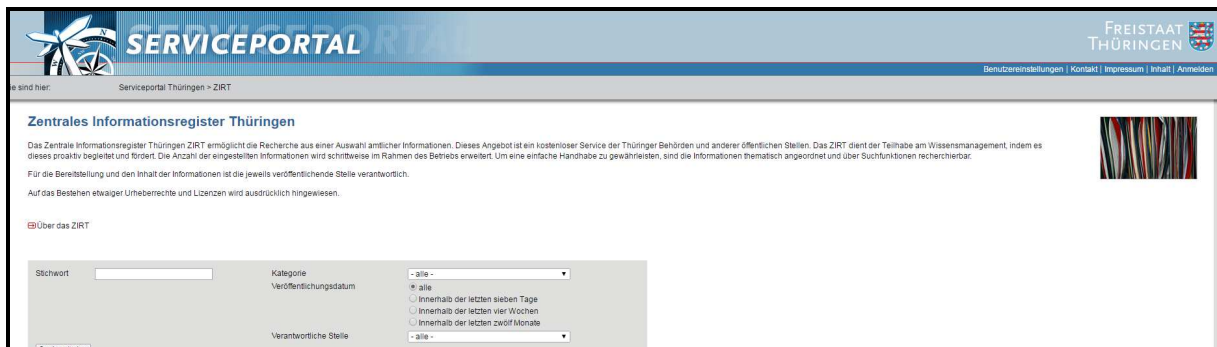 SERVICEPORTAL
FREISTAAT
THÜRINGEN
Benutzereinstellungen | Kontakt | Impressum | Inhalt | Anmelden
sind hier: Serviceportal Thüringen > ZIRT
Zentrales Informationsregister Thüringen
Das Zentrale Informationsregister Thüringen ZIRT ermöglicht die Recherche aus einer Auswahl amtlicher Informationen. Dieses Angebot ist ein kostenloser Service der Thüringer Behörden und anderer öffentlichen Stellen. Das ZIRT dient der Teilhabe am Wissensmanagement, indem es
dieses proaktiv begleitet und fördert. Die Anzahl der eingestellten Informationen wird schrittweise im Rahmen des Betriebs erweitert. Um eine einfache Handhabe zu gewährleisten, sind die Informationen thematisch angeordnet und über Suchfunktionen recherchierbar.
Für die Bereitstellung und den Inhalt der Informationen ist die jeweils veröffentlichende Stelle verantwortlich.
Auf das Bestehen etwaiger Urheberrechte und Lizenzen wird ausdrücklich hingewiesen.
Über das ZIRT
Stichwort Kategorie - alle -
Veröffentlichungsdatum alle
Innerhalb der letzten sieben Tage
Innerhalb der letzten vier Wochen
Innerhalb der letzten zwölf Monate
Verantwortliche Stelle - alle -